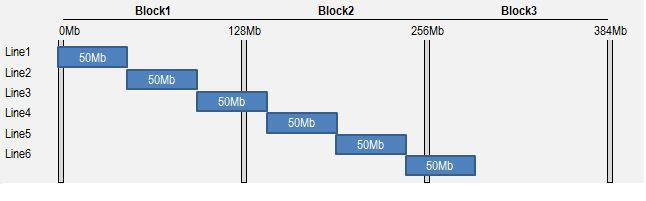 Block1 Block2 Block3
0Mb 128Mb 256Mb 384Mb
Line1 50Mb
Line2 50Mb
Line3 50Mb
Line4 50Mb
Line5 50Mb
Line6 50Mb